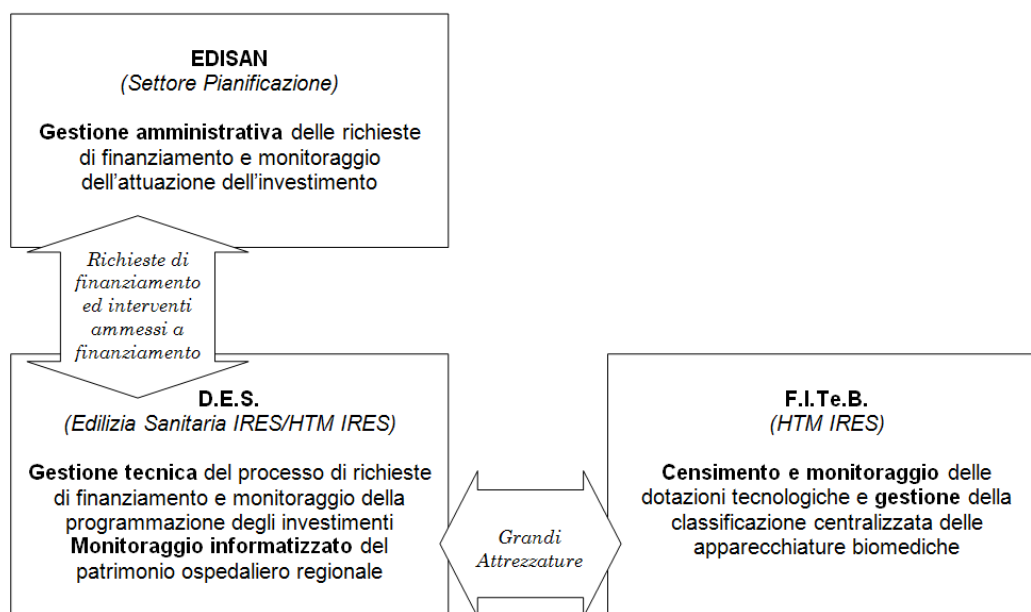 EDISAN
(Settore Pianificazione)
Gestione amministrativa delle richieste
di finanziamento e monitoraggio
dell'attuazione dell'investimento
Richieste di
finanziamento
ed interventi
ammessi a
finanziamento
D.E.S.
(Edilizia Sanitaria IRES/HTM IRES)
Gestione tecnica del processo di richieste
di finanziamento e monitoraggio della
programmazione degli investimenti
Monitoraggio informatizzato del
patrimonio ospedaliero regionale
Grandi
Attrezzature
F.I.Te.B.
(HTM IRES)
Censimento e monitoraggio delle
dotazioni tecnologiche e gestione della
classificazione centralizzata delle
apparecchiature biomediche